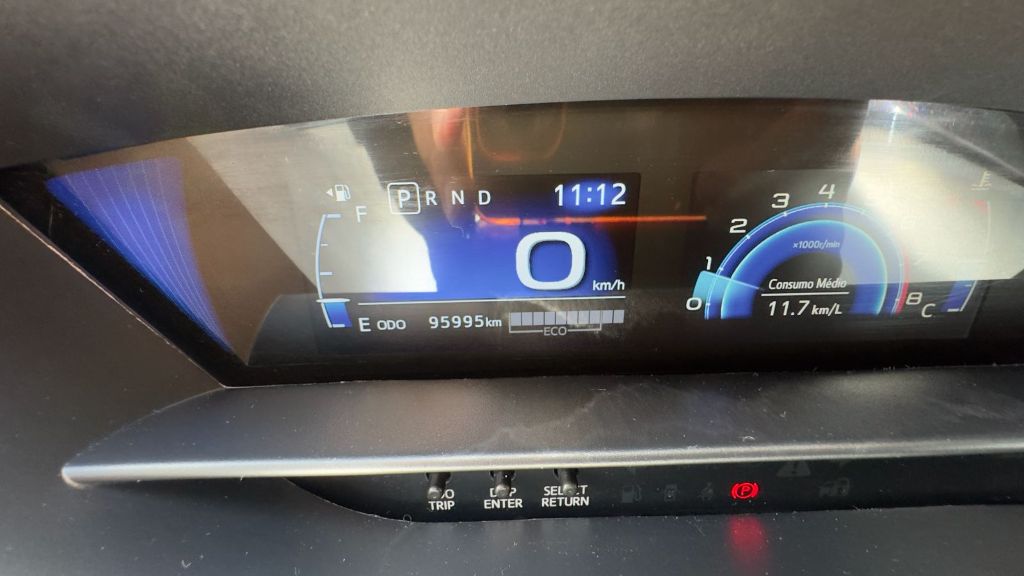 P R N D 11:12
F
0
km/h
E ODO 95995km
ECO
0 1 2 3 4 8
×1000r/min
Consumo Médio
11.7 km/L
C
TRIP
ENTER
SELECT
RETURN
(P)